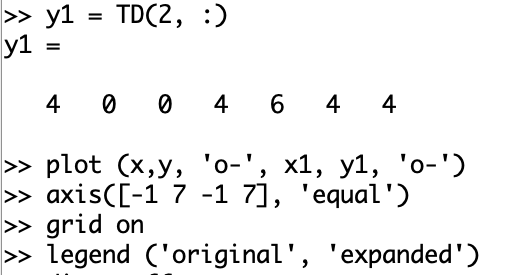 >> y1 = TD(2, :)
y1 =
4 0 0 4 6 4 4
>> plot (x,y, 'o-', x1, y1, 'o-')
>> axis([-1 7 -1 7], 'equal')
>> grid on
>> legend ('original', 'expanded')